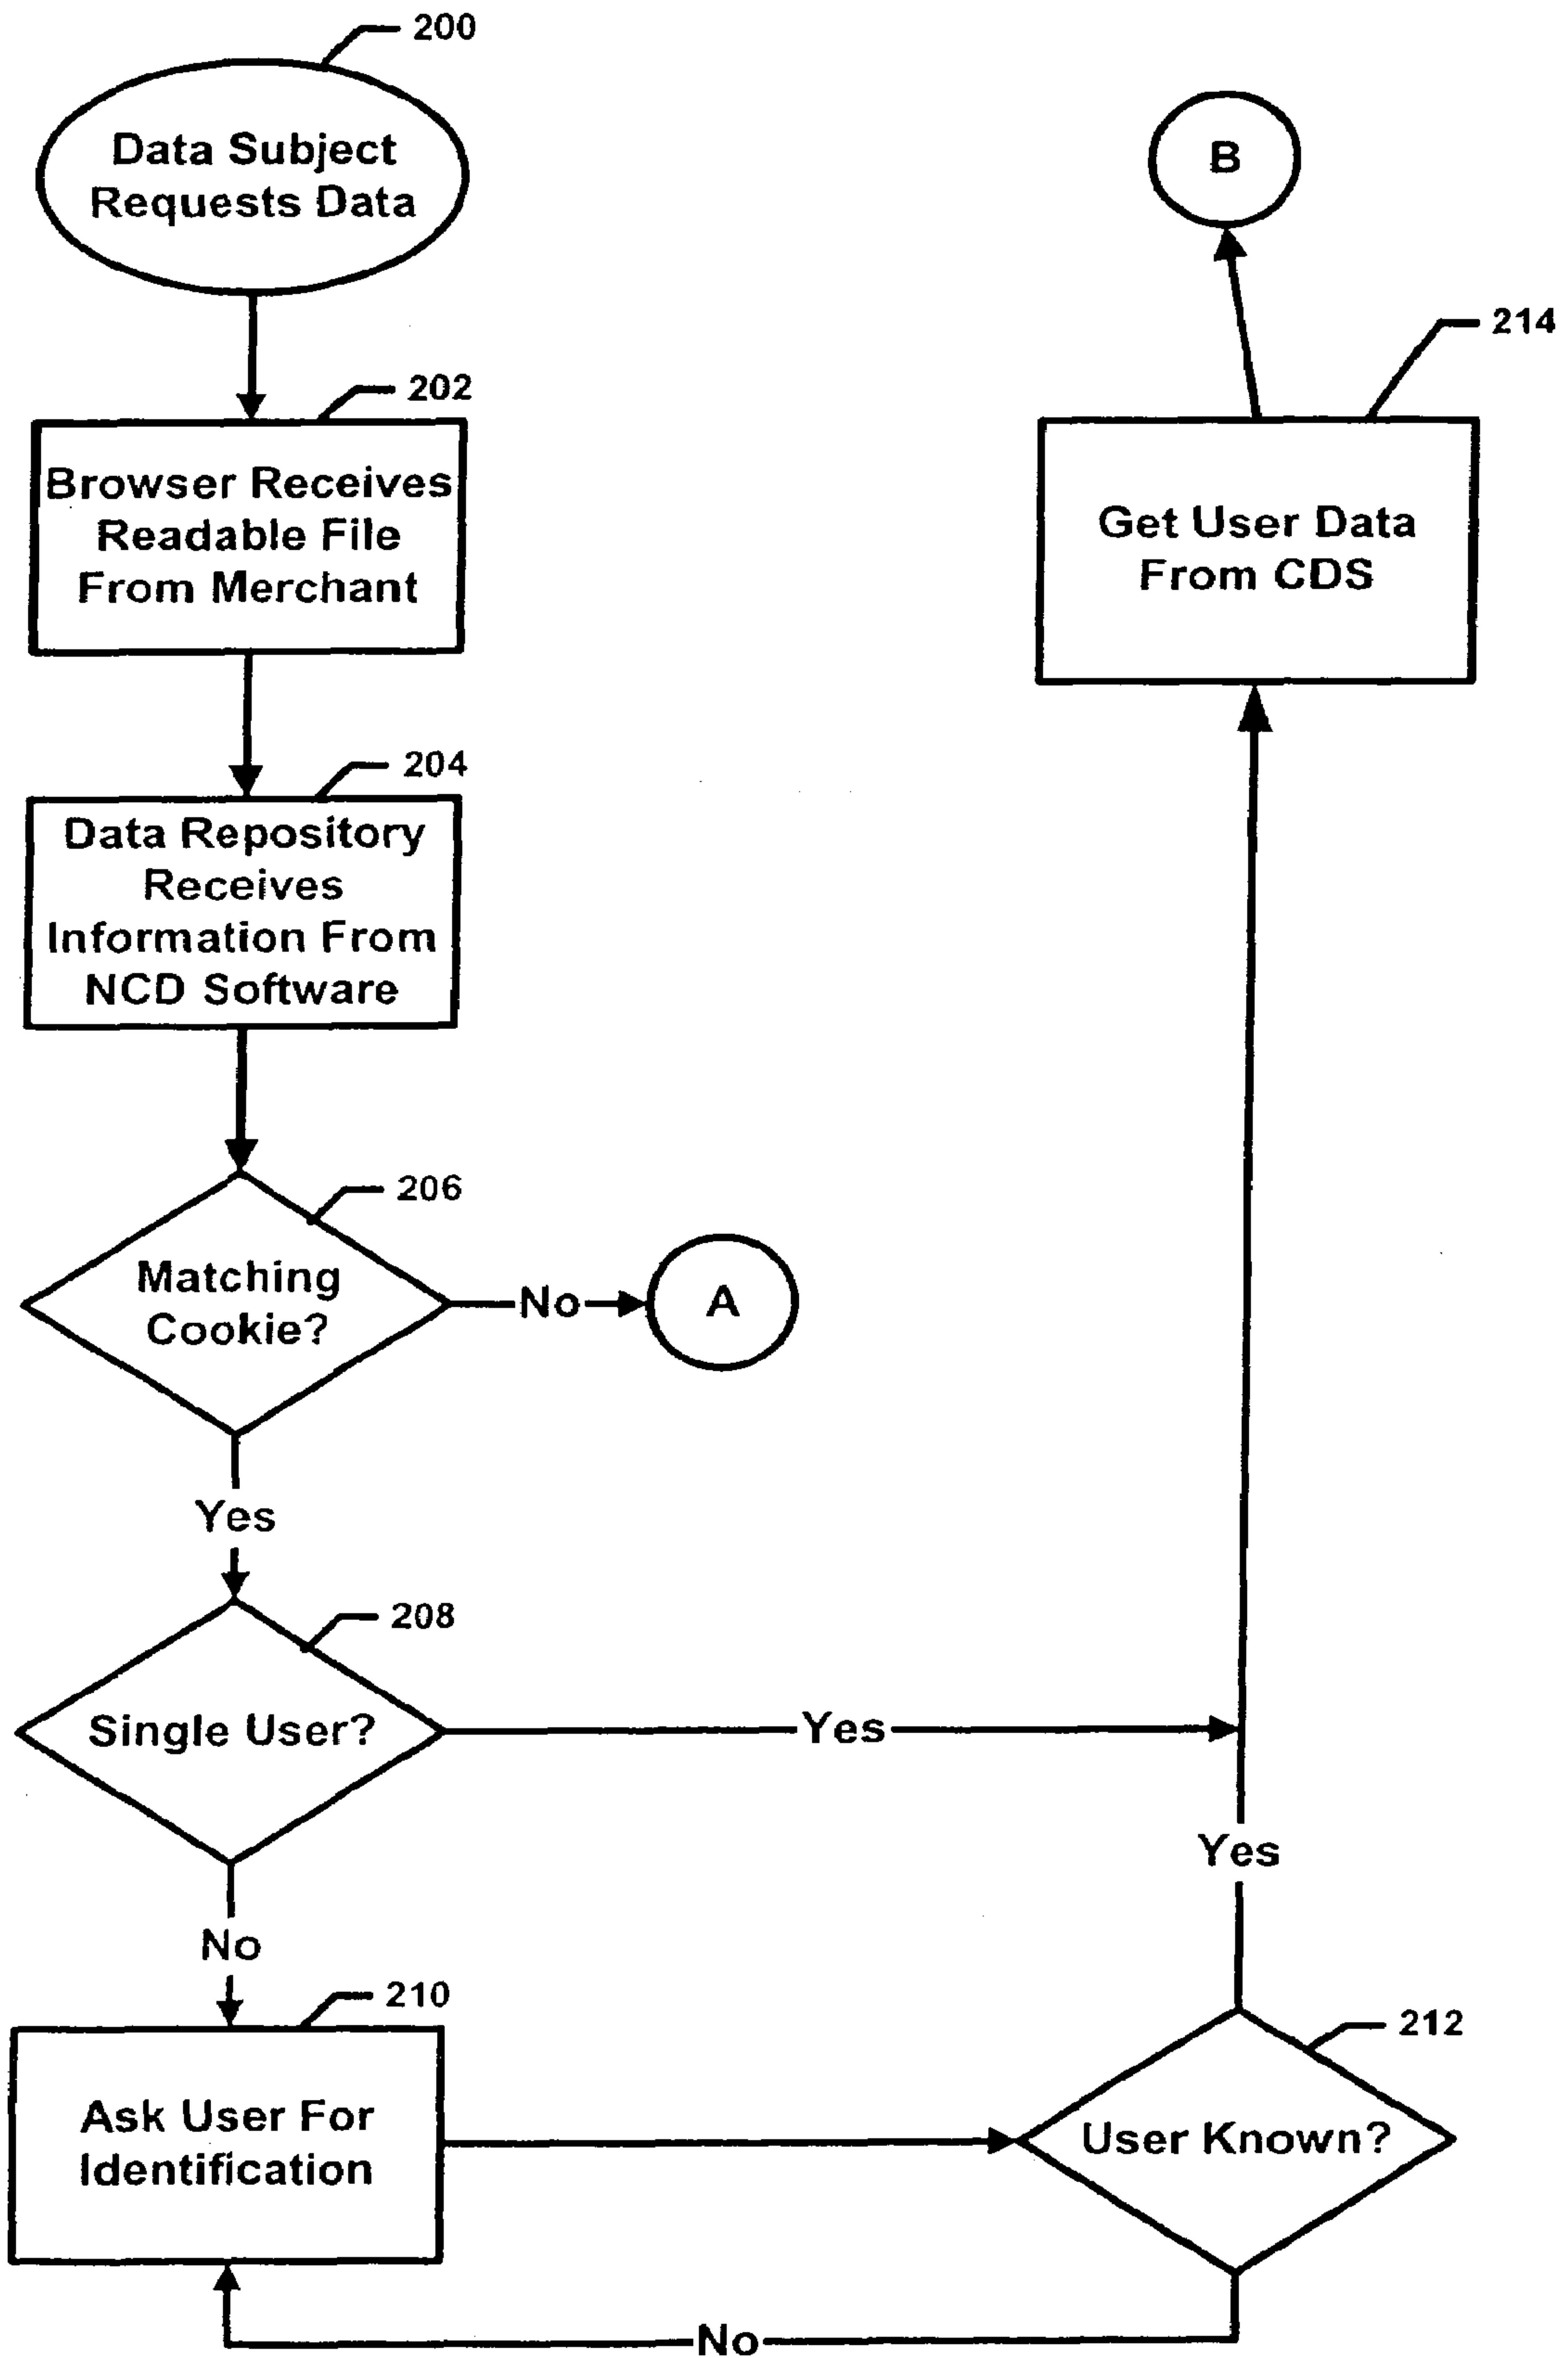 200
Data Subject
Requests Data
202
Browser Receives
Readable File
From Merchant
204
Data Repository
Receives
Information From
NCD Software
206
Matching
Cookie?
No
A
Yes
208
Single User?
Yes
No
210
Ask User For
Identification
212
User Known?
No
Yes
214
Get User Data
From CDS
B